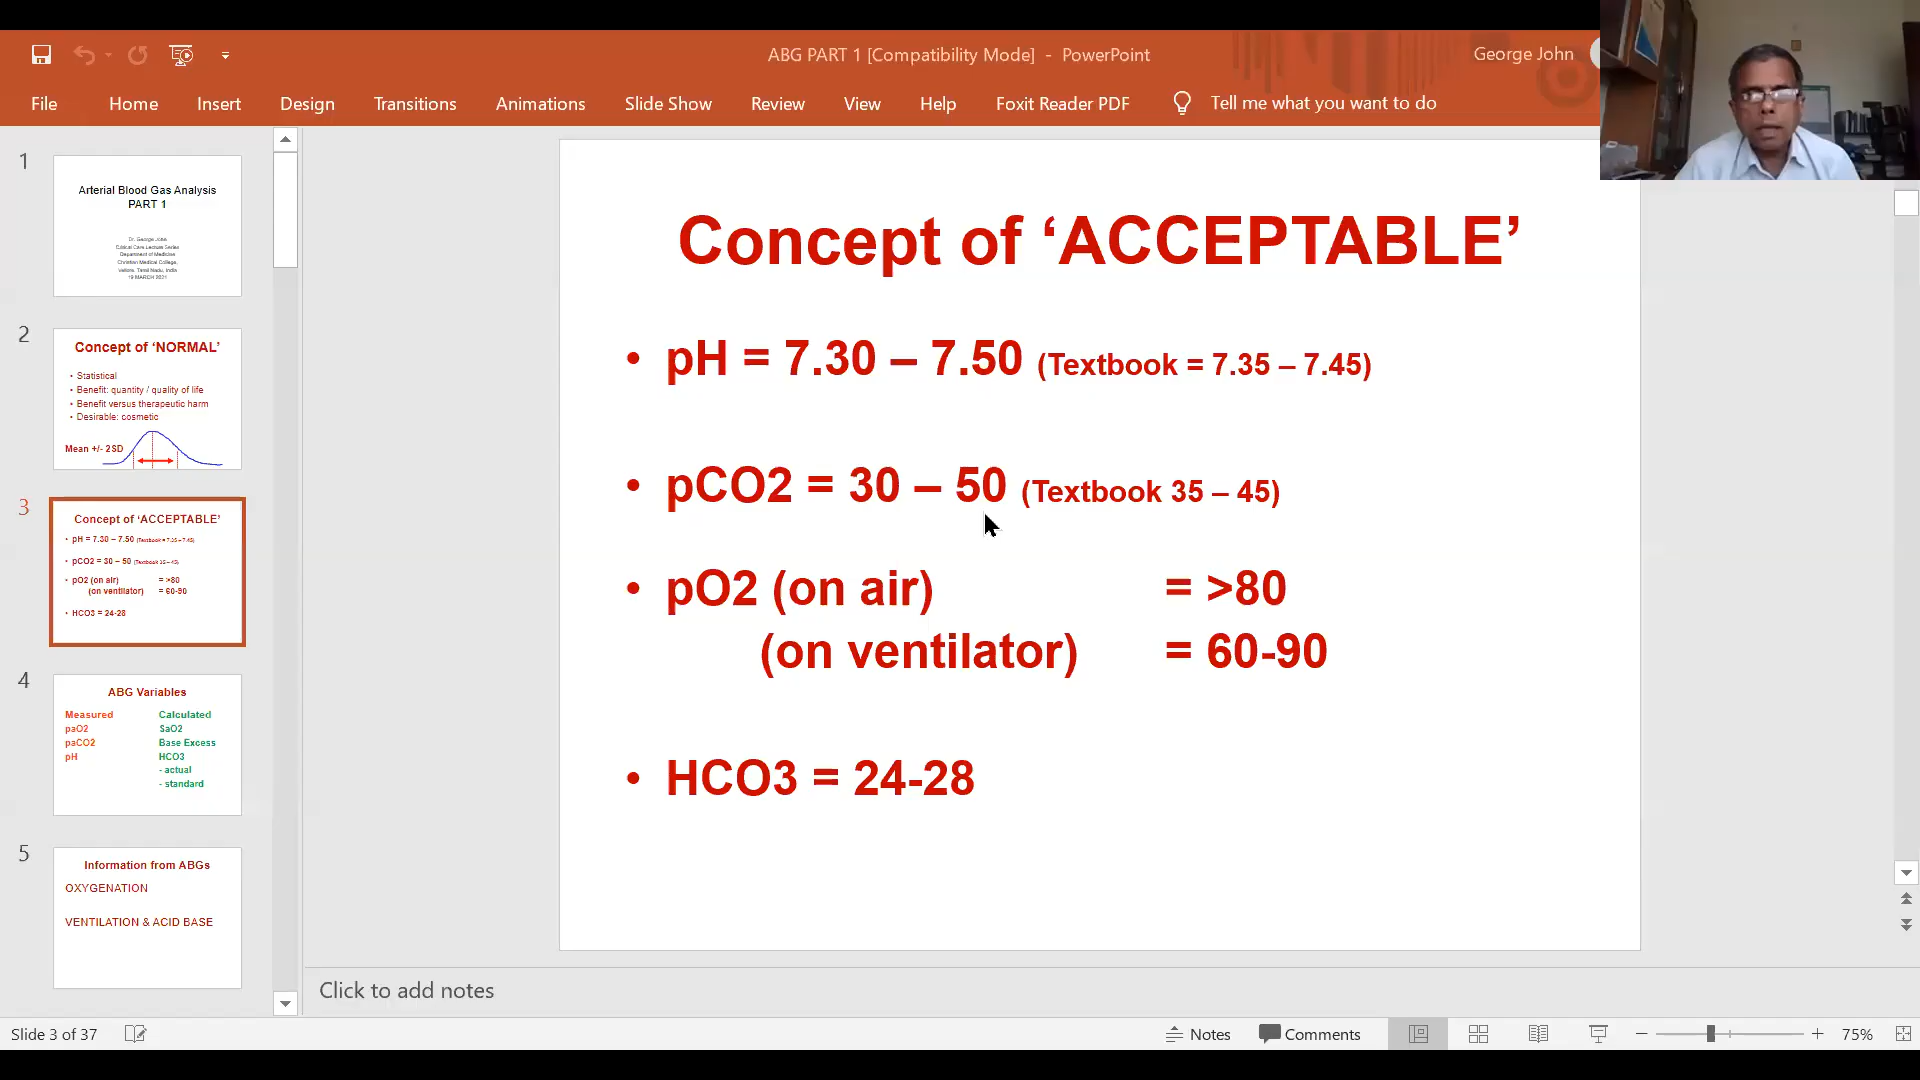 ABG PART 1 [Compatibility Mode] - PowerPoint
George John
File Home Insert Design Transitions Animations Slide Show Review View Help Foxit Reader PDF Tell me what you want to do
1
Arterial Blood Gas Analysis
PART 1
Dr. George John
Critical Care Lecture Series
Department of Medicine
Christian Medical College,
Vellore, Tamil Nadu, India
19 MARCH 2021
2
Concept of ‘NORMAL’
• Statistical
• Benefit: quantity / quality of life
• Benefit versus therapeutic harm
• Desirable: cosmetic
Mean +/- 2SD
3
Concept of ‘ACCEPTABLE’
• pH = 7.30 – 7.50 (Textbook = 7.35 – 7.45)
• pCO2 = 30 – 50 (Textbook 35 – 45)
• pO2 (on air) = >80
(on ventilator) = 60-90
• HCO3 = 24-28
4
ABG Variables
Measured Calculated
paO2 SaO2
paCO2 Base Excess
pH HCO3
- actual
- standard
5
Information from ABGs
OXYGENATION
VENTILATION & ACID BASE
Concept of ‘ACCEPTABLE’
• pH = 7.30 – 7.50 (Textbook = 7.35 – 7.45)
• pCO2 = 30 – 50 (Textbook 35 – 45)
• pO2 (on air) = >80
(on ventilator) = 60-90
• HCO3 = 24-28
Click to add notes
Slide 3 of 37
Notes Comments 75%